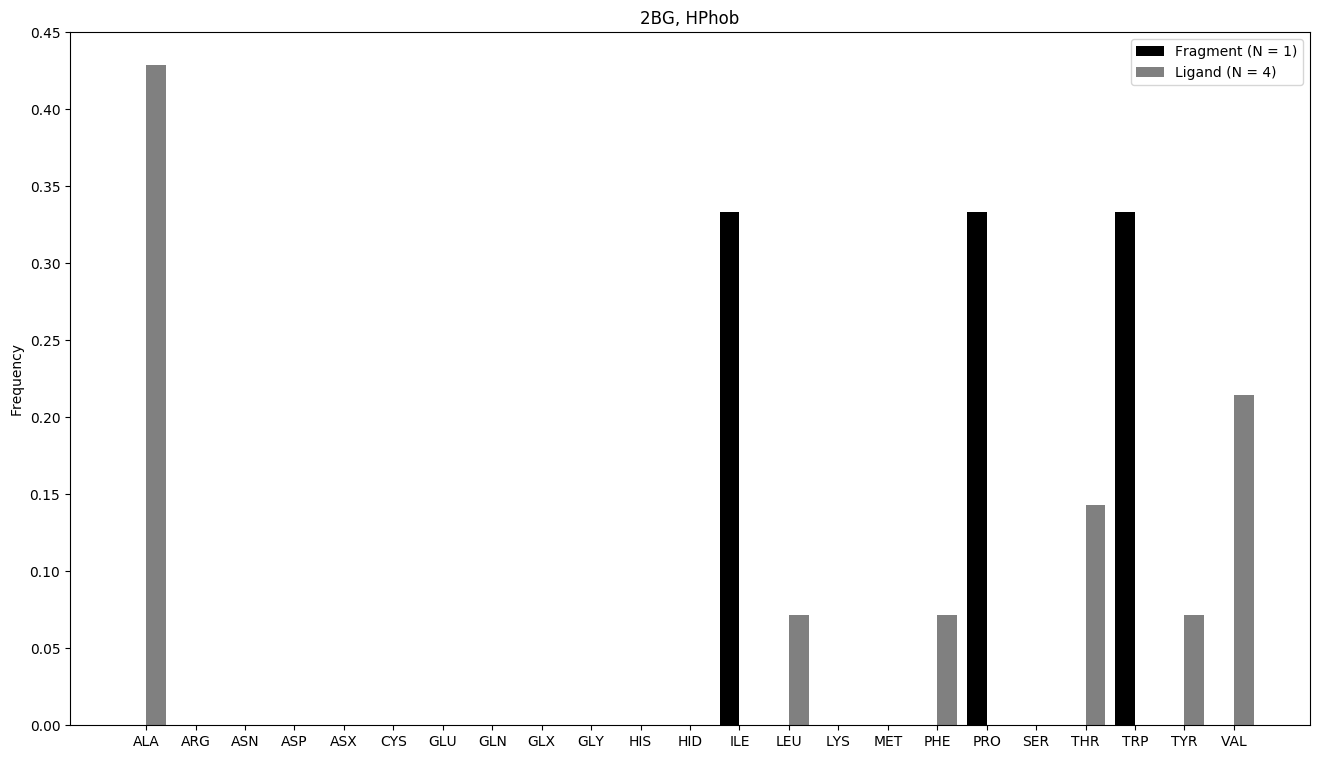 2BG, HPhob
Fragment (N = 1)
Ligand (N = 4)
Frequency
0.45
0.40
0.35
0.30
0.25
0.20
0.15
0.10
0.05
0.00
ALA ARG ASN ASP ASX CYS GLU GLN GLX GLY HIS HID ILE LEU LYS MET PHE PRO SER THR TRP TYR VAL